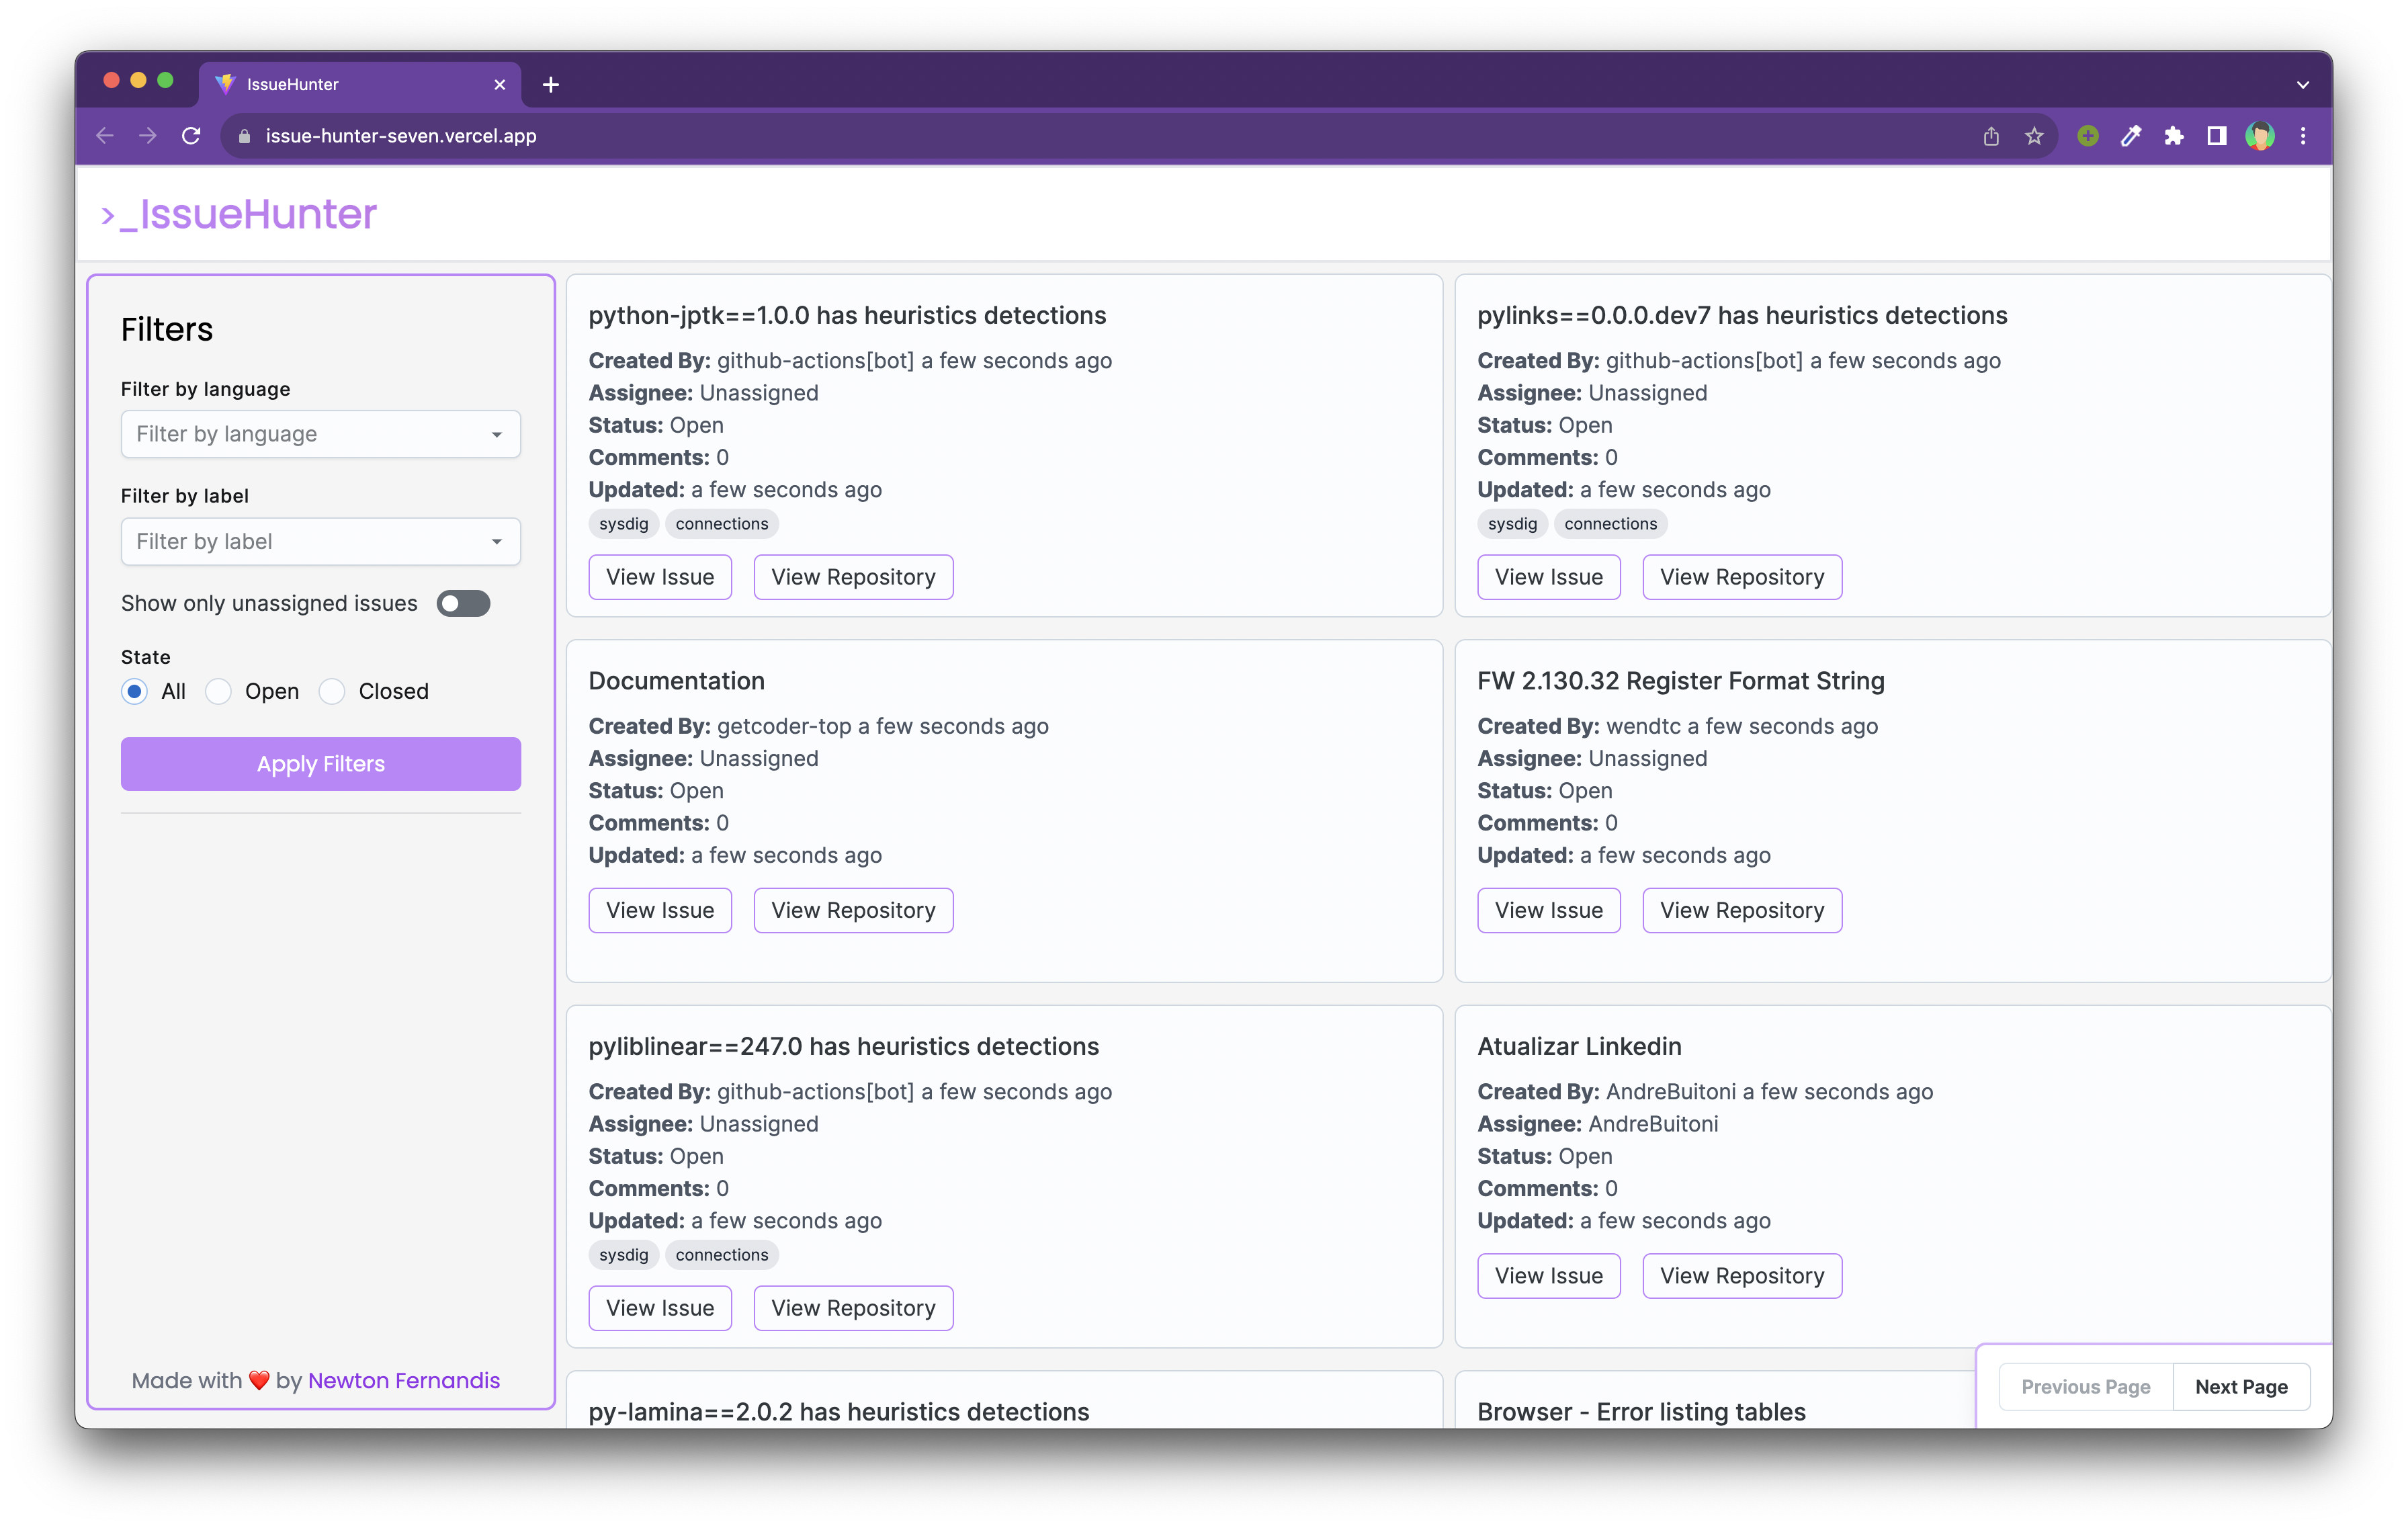 IssueHunter
issue-hunter-seven.vercel.app
>_IssueHunter
Filters
Filter by language
Filter by language
Filter by label
Filter by label
Show only unassigned issues
State
All Open Closed
Apply Filters
Made with ❤️ by Newton Fernandis
python-jptk==1.0.0 has heuristics detections
Created By: github-actions[bot] a few seconds ago
Assignee: Unassigned
Status: Open
Comments: 0
Updated: a few seconds ago
sysdig connections
View Issue View Repository
pylinks==0.0.0.dev7 has heuristics detections
Created By: github-actions[bot] a few seconds ago
Assignee: Unassigned
Status: Open
Comments: 0
Updated: a few seconds ago
sysdig connections
View Issue View Repository
Documentation
Created By: getcoder-top a few seconds ago
Assignee: Unassigned
Status: Open
Comments: 0
Updated: a few seconds ago
View Issue View Repository
FW 2.130.32 Register Format String
Created By: wendtc a few seconds ago
Assignee: Unassigned
Status: Open
Comments: 0
Updated: a few seconds ago
View Issue View Repository
pyliblinear==247.0 has heuristics detections
Created By: github-actions[bot] a few seconds ago
Assignee: Unassigned
Status: Open
Comments: 0
Updated: a few seconds ago
sysdig connections
View Issue View Repository
Atualizar Linkedin
Created By: AndreBuitoni a few seconds ago
Assignee: AndreBuitoni
Status: Open
Comments: 0
Updated: a few seconds ago
View Issue View Repository
py-lamina==2.0.2 has heuristics detections
Browser - Error listing tables
Previous Page Next Page